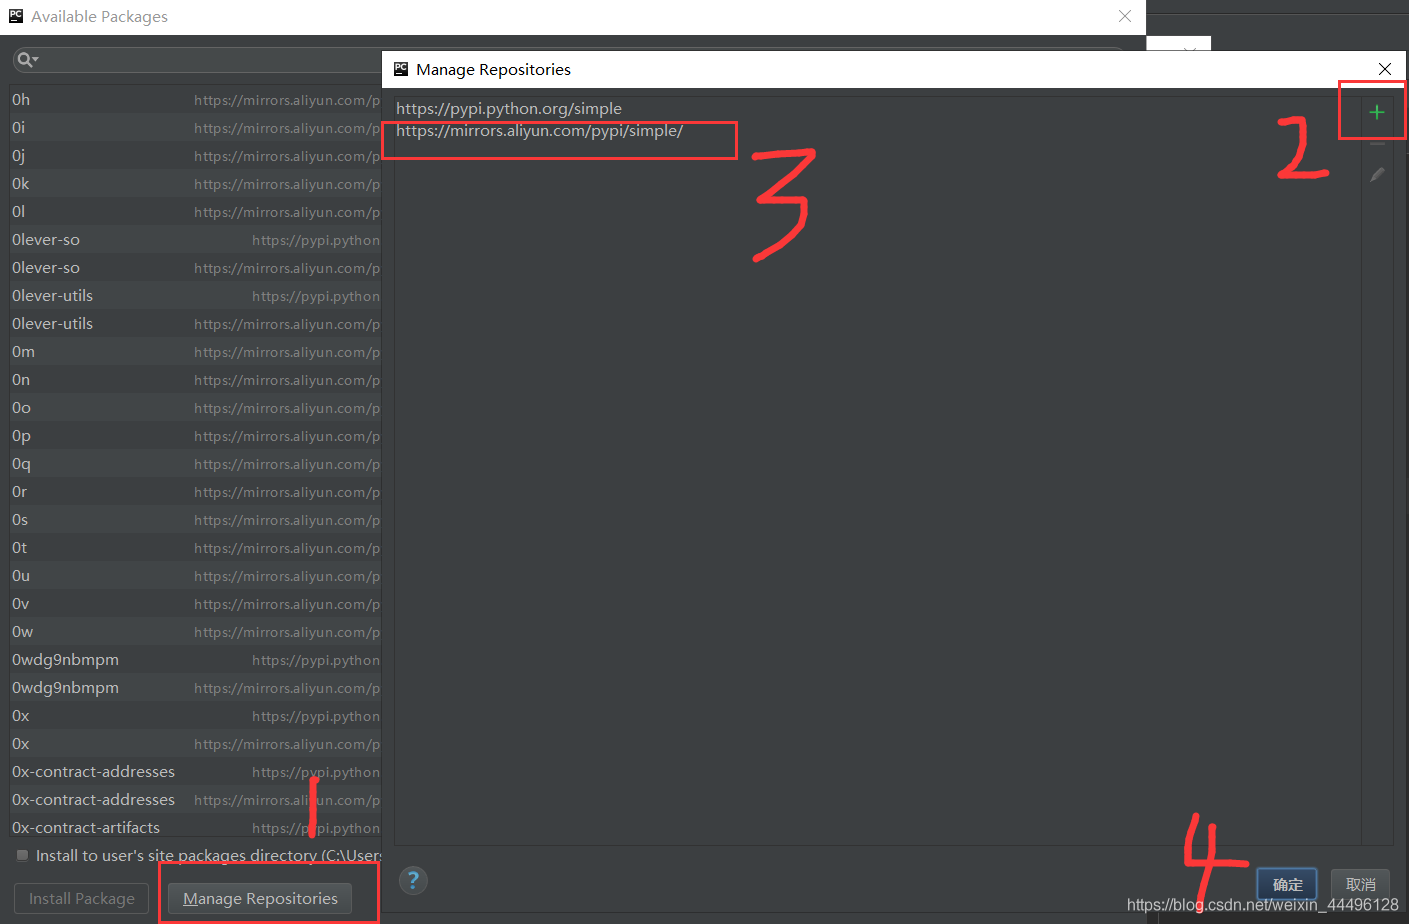 PC Available Packages
PC Manage Repositories
https://pypi.python.org/simple
https://mirrors.aliyun.com/pypi/simple/
2
3
0h https://mirrors.aliyun.com/p
0i https://mirrors.aliyun.com/p
0j https://mirrors.aliyun.com/p
0k https://mirrors.aliyun.com/p
0l https://mirrors.aliyun.com/p
0lever-so https://pypi.python
0lever-so https://mirrors.aliyun.com/p
0lever-utils https://pypi.python
0lever-utils https://mirrors.aliyun.com/p
0m https://mirrors.aliyun.com/p
0n https://mirrors.aliyun.com/p
0o https://mirrors.aliyun.com/p
0p https://mirrors.aliyun.com/p
0q https://mirrors.aliyun.com/p
0r https://mirrors.aliyun.com/p
0s https://mirrors.aliyun.com/p
0t https://mirrors.aliyun.com/p
0u https://mirrors.aliyun.com/p
0v https://mirrors.aliyun.com/p
0w https://mirrors.aliyun.com/p
0wdg9nbmpm https://pypi.python
0wdg9nbmpm https://mirrors.aliyun.com/p
0x https://pypi.python
0x https://mirrors.aliyun.com/p
0x-contract-addresses https://pypi.python
0x-contract-addresses https://mirrors.aliyun.com/p
0x-contract-artifacts https://pypi.python
1
Install to user's site packages directory (C:\Users
Install Package
Manage Repositories
?
4
确定
取消
https://blog.csdn.net/weixin_44496128